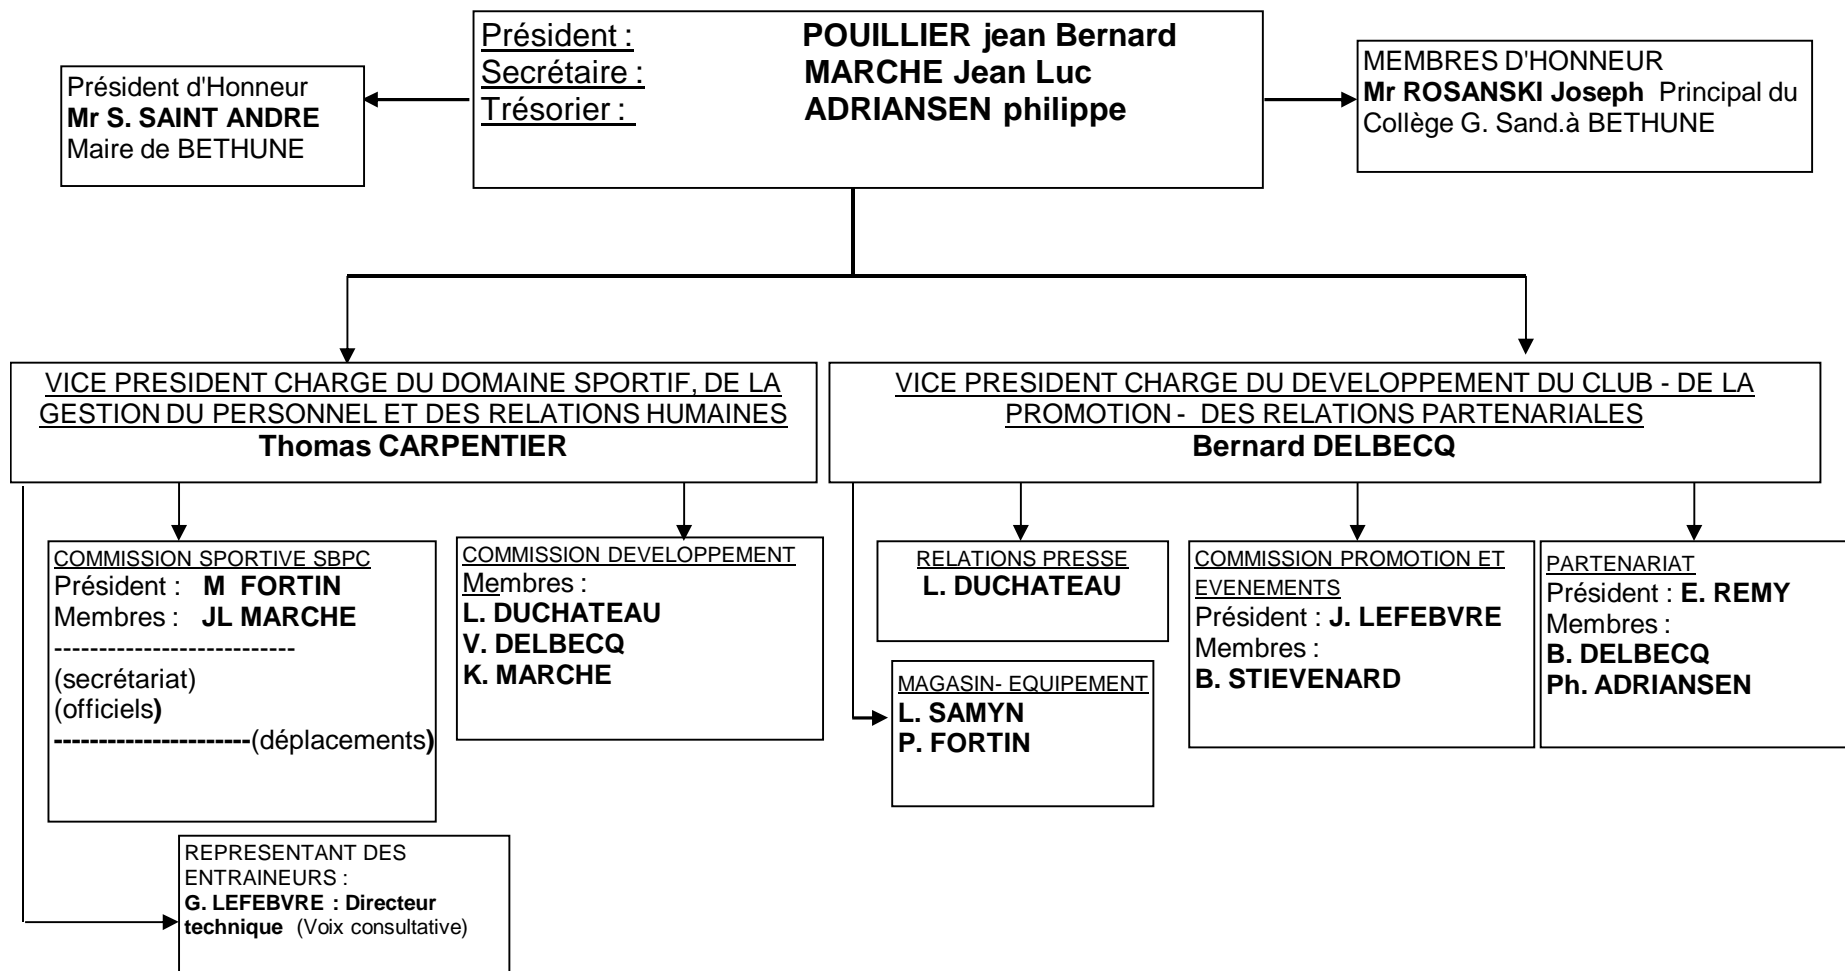 Président : POUILLIER jean Bernard
Secrétaire : MARCHE Jean Luc
Trésorier : ADRIANSEN philippe
Président d'Honneur
Mr S. SAINT ANDRE
Maire de BETHUNE
MEMBRES D'HONNEUR
Mr ROSANSKI Joseph Principal du
Collège G. Sand.à BETHUNE
VICE PRESIDENT CHARGE DU DOMAINE SPORTIF, DE LA
GESTION DU PERSONNEL ET DES RELATIONS HUMAINES
Thomas CARPENTIER
VICE PRESIDENT CHARGE DU DEVELOPPEMENT DU CLUB - DE LA
PROMOTION - DES RELATIONS PARTENARIALES
Bernard DELBECQ
COMMISSION SPORTIVE SBPC
Président : M FORTIN
Membres : JL MARCHE
---------------------------
(secrétariat)
(officiels)
----------------------(déplacements)
COMMISSION DEVELOPPEMENT
Membres :
L. DUCHATEAU
V. DELBECQ
K. MARCHE
RELATIONS PRESSE
L. DUCHATEAU
MAGASIN- EQUIPEMENT
L. SAMYN
P. FORTIN
COMMISSION PROMOTION ET
EVENEMENTS
Président : J. LEFEBVRE
Membres :
B. STIEVENARD
PARTENARIAT
Président : E. REMY
Membres :
B. DELBECQ
Ph. ADRIANSEN
REPRESENTANT DES
ENTRAINEURS :
G. LEFEBVRE : Directeur
technique (Voix consultative)